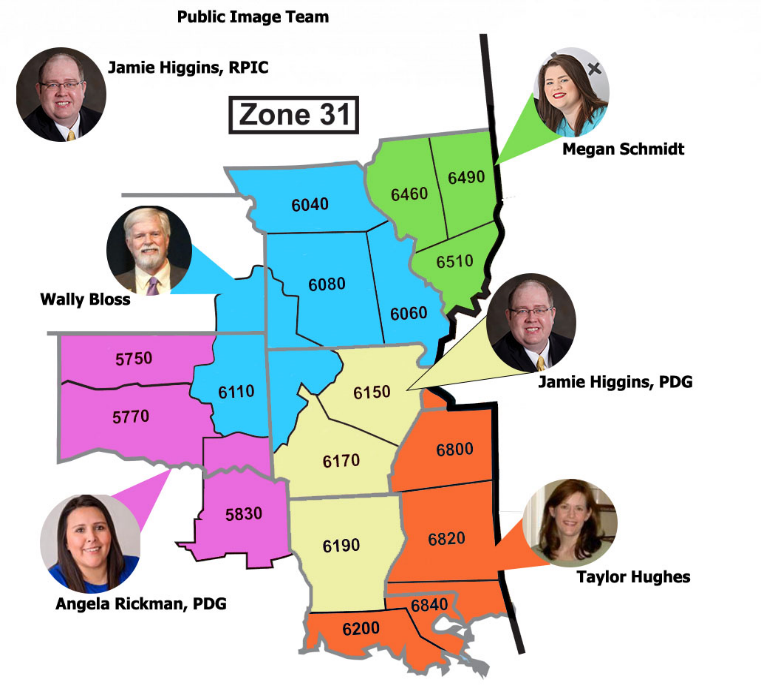 Public Image Team
Jamie Higgins, RPIC
Zone 31
Megan Schmidt
6460
6490
6040
6510
6080
Wally Bloss
6060
5750
Jamie Higgins, PDG
6110
6150
5770
6800
6170
5830
6820
6190
Taylor Hughes
Angela Rickman, PDG
6840
6200